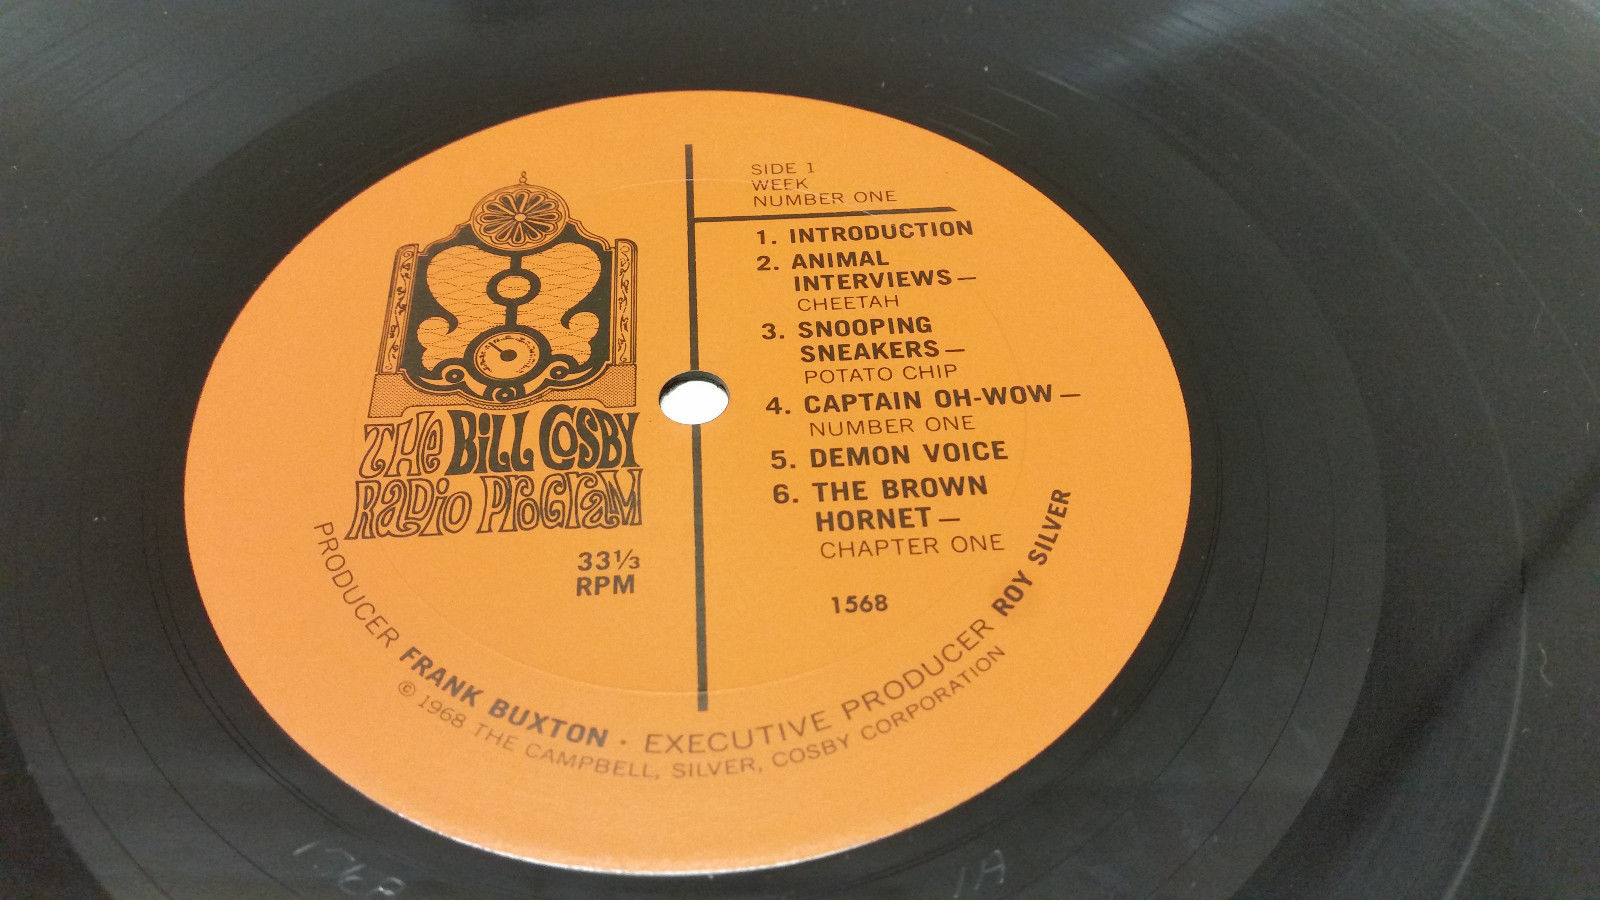 THE BILL COSBY
RADIO PROGRAM
33⅓
RPM
SIDE 1
WEEK
NUMBER ONE
1. INTRODUCTION
2. ANIMAL
INTERVIEWS—
CHEETAH
3. SNOOPING
SNEAKERS—
POTATO CHIP
4. CAPTAIN OH-WOW—
NUMBER ONE
5. DEMON VOICE
6. THE BROWN
HORNET—
CHAPTER ONE
1568
PRODUCER FRANK BUXTON · EXECUTIVE PRODUCER ROY SILVER
© 1968 THE CAMPBELL, SILVER, COSBY CORPORATION
1A